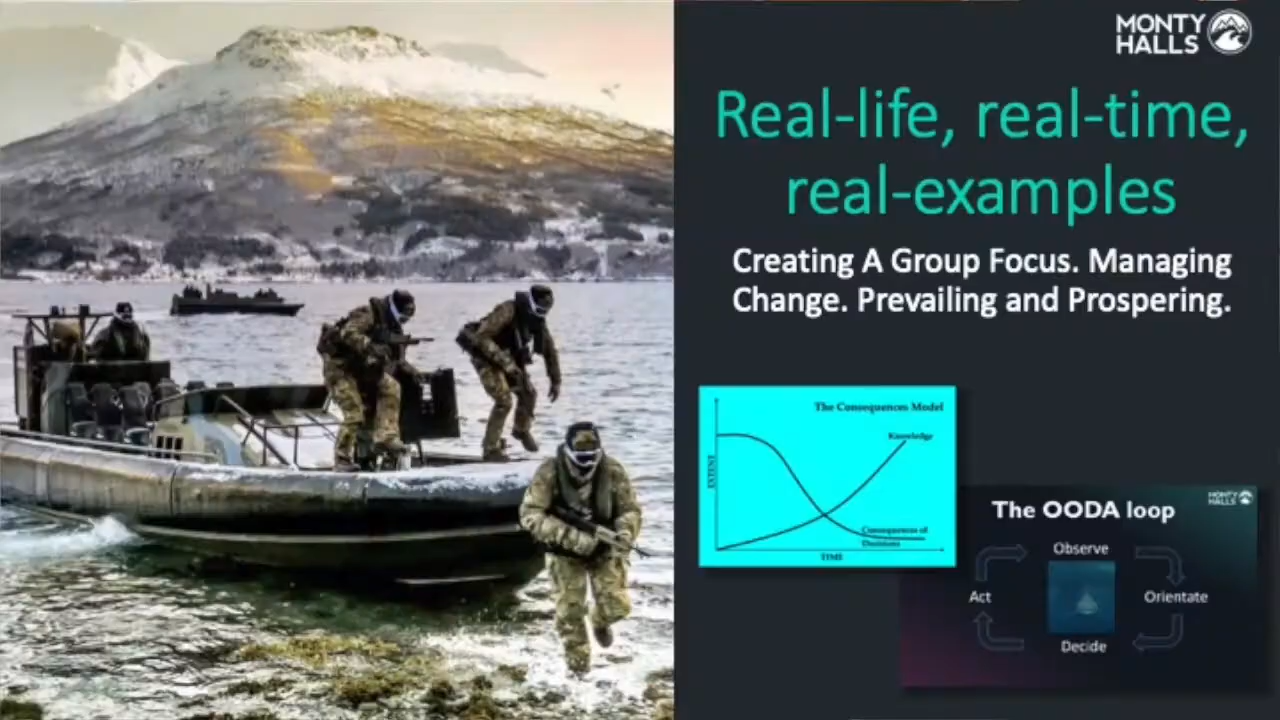 MONTY
HALLS
Real-life, real-time,
real-examples
Creating A Group Focus. Managing
Change. Prevailing and Prospering.
The Consequences Model
Knowledge
EXTENT
Consequences of
Decisions
TIME
MONTY
HALLS
The OODA loop
Observe
Act
Orientate
Decide